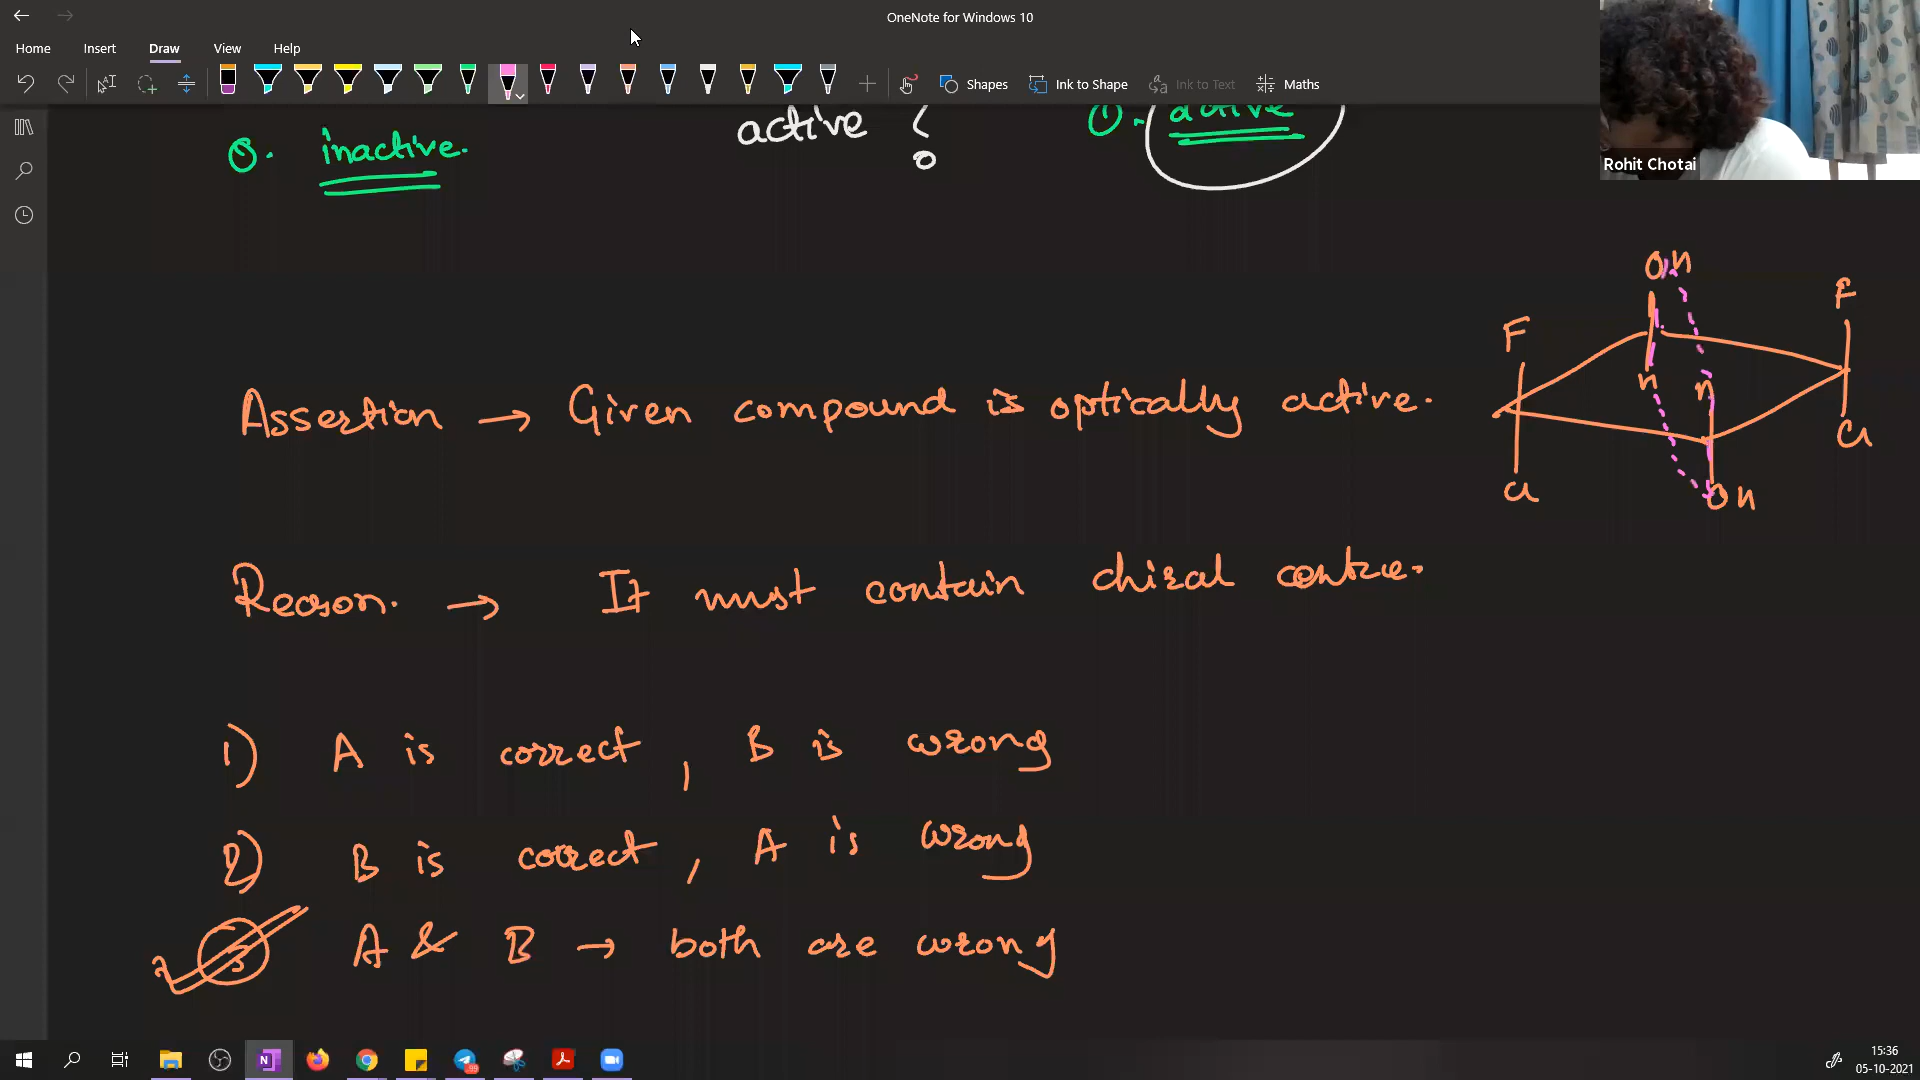 OneNote for Windows 10
Home Insert Draw View Help
Shapes Ink to Shape Ink to Text Maths
Rohit Chotai
O. inactive.
active ?
O. active
OH
F
F
H
H
Cl
Cl
OH
Assertion → Given compound is optically active.
Reason. → It must contain chiral centre.
1) A is correct, B is wrong
2) B is correct, A is wrong
3 A & B → both are wrong
15:36
05-10-2021